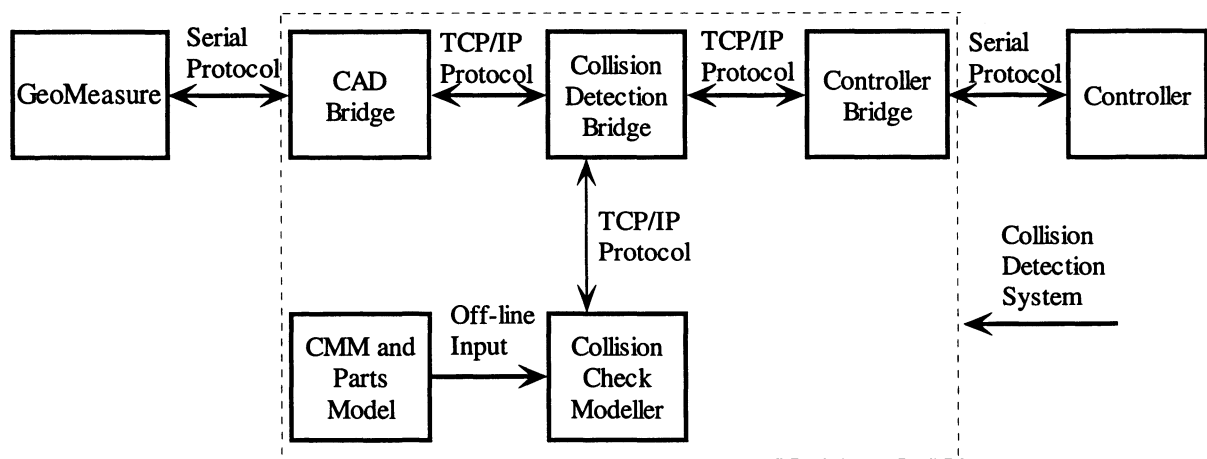 GeoMeasure
Serial
Protocol
CAD
Bridge
TCP/IP
Protocol
Collision
Detection
Bridge
TCP/IP
Protocol
Controller
Bridge
Serial
Protocol
Controller
TCP/IP
Protocol
Collision
Detection
System
CMM and
Parts
Model
Off-line
Input
Collision
Check
Modeller